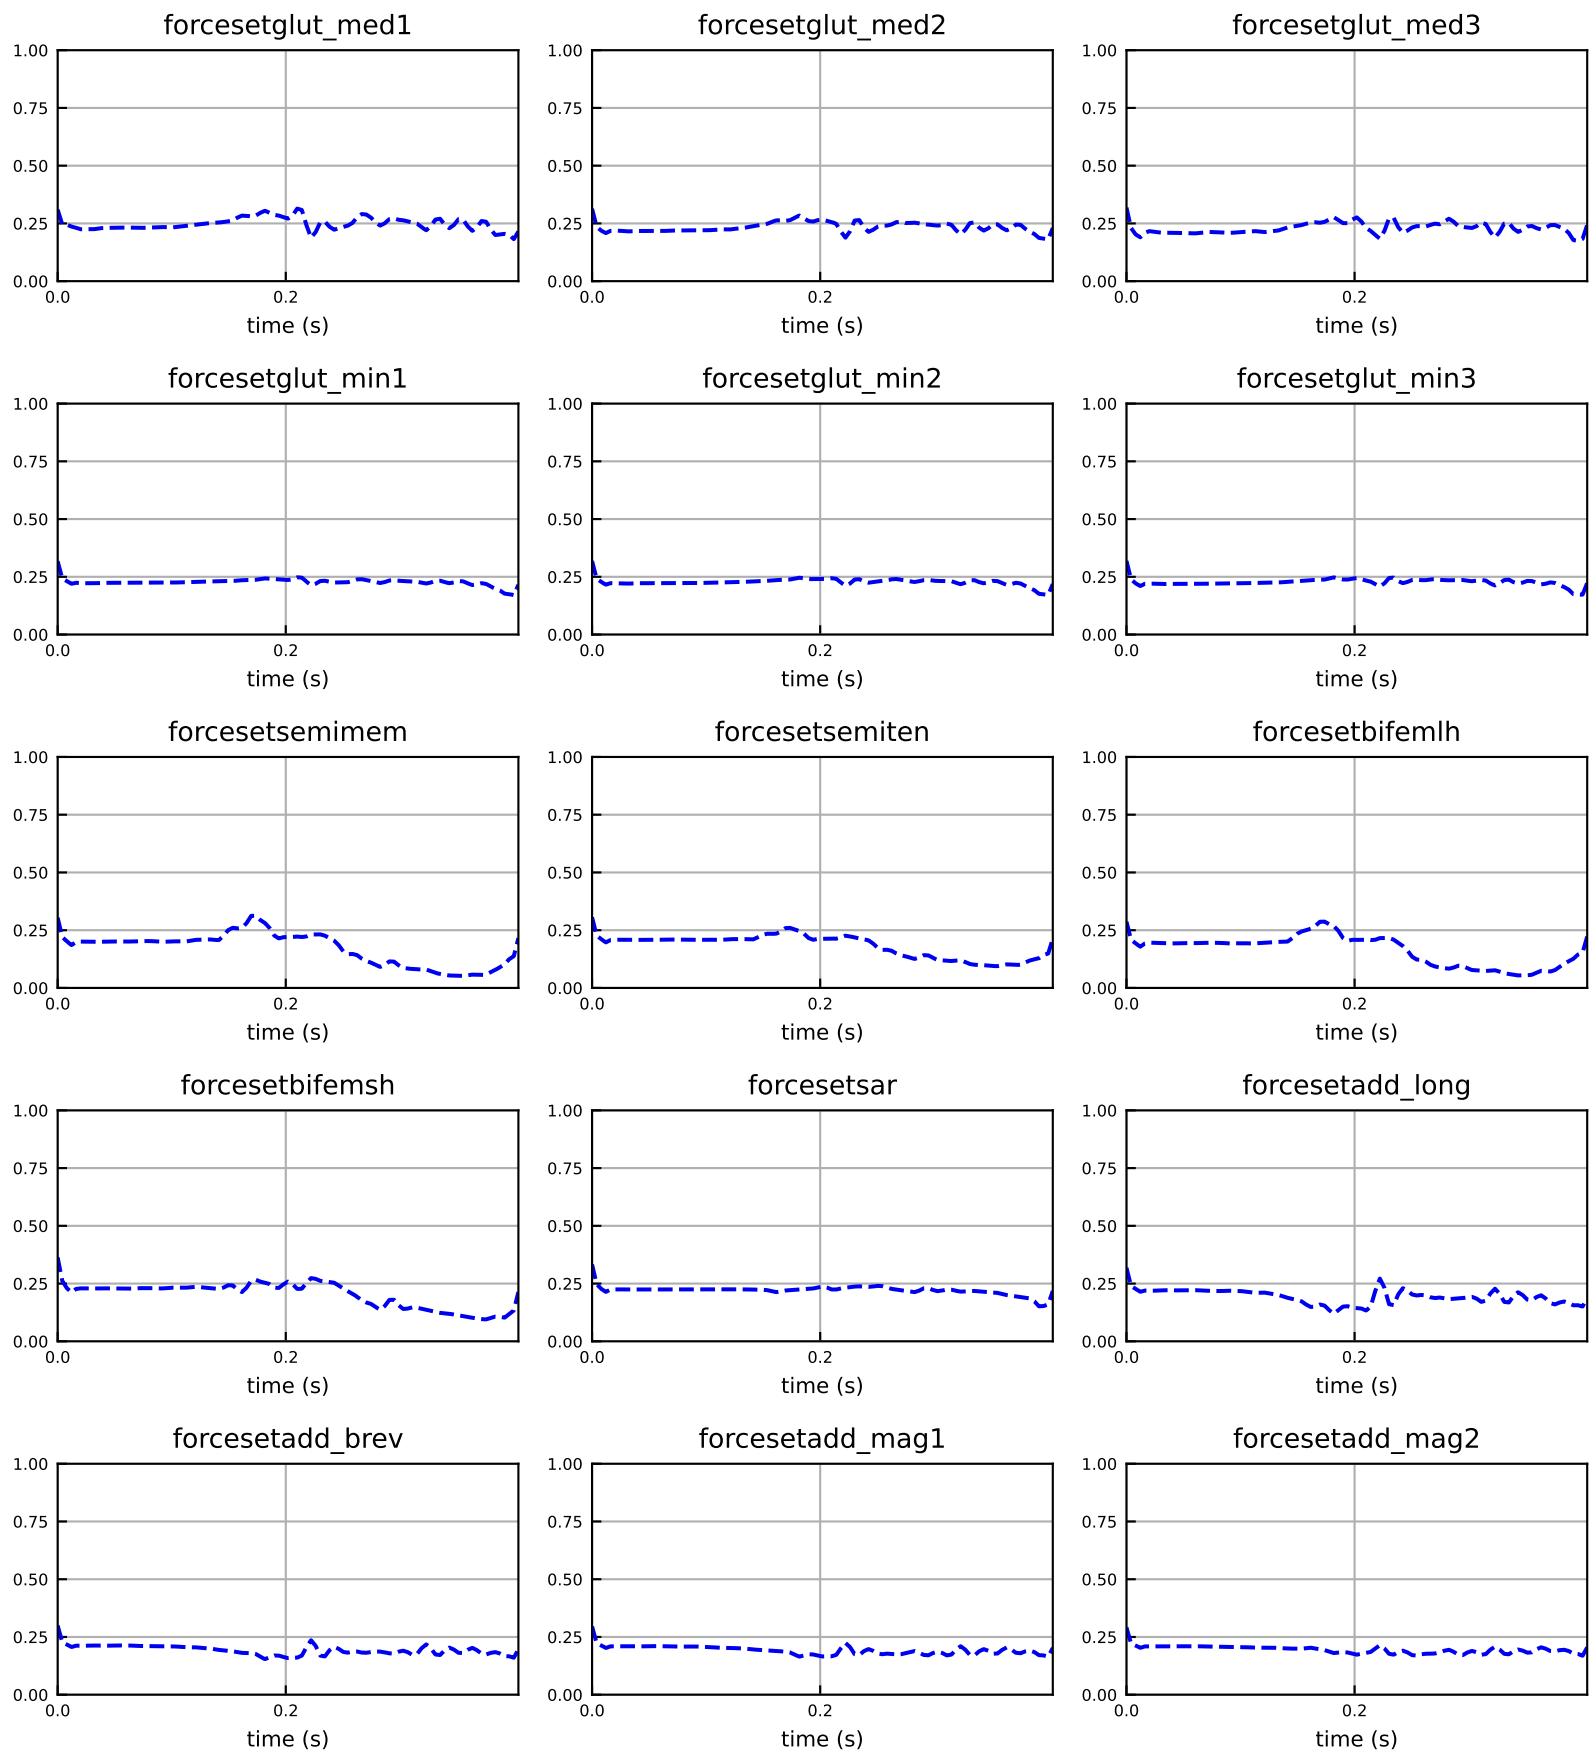 forcesetglut_med1 forcesetglut_med2 forcesetglut_med3
1.00 1.00 1.00
0.75 0.75 0.75
0.50 0.50 0.50
0.25 0.25 0.25
0.00 0.00 0.00
0.0 0.2 0.0 0.2 0.0 0.2
time (s) time (s) time (s)
forcesetglut_min1 forcesetglut_min2 forcesetglut_min3
1.00 1.00 1.00
0.75 0.75 0.75
0.50 0.50 0.50
0.25 0.25 0.25
0.00 0.00 0.00
0.0 0.2 0.0 0.2 0.0 0.2
time (s) time (s) time (s)
forcesetsemimem forcesetsemiten forcesetbifemlh
1.00 1.00 1.00
0.75 0.75 0.75
0.50 0.50 0.50
0.25 0.25 0.25
0.00 0.00 0.00
0.0 0.2 0.0 0.2 0.0 0.2
time (s) time (s) time (s)
forcesetbifemsh forcesetsar forcesetadd_long
1.00 1.00 1.00
0.75 0.75 0.75
0.50 0.50 0.50
0.25 0.25 0.25
0.00 0.00 0.00
0.0 0.2 0.0 0.2 0.0 0.2
time (s) time (s) time (s)
forcesetadd_brev forcesetadd_mag1 forcesetadd_mag2
1.00 1.00 1.00
0.75 0.75 0.75
0.50 0.50 0.50
0.25 0.25 0.25
0.00 0.00 0.00
0.0 0.2 0.0 0.2 0.0 0.2
time (s) time (s) time (s)